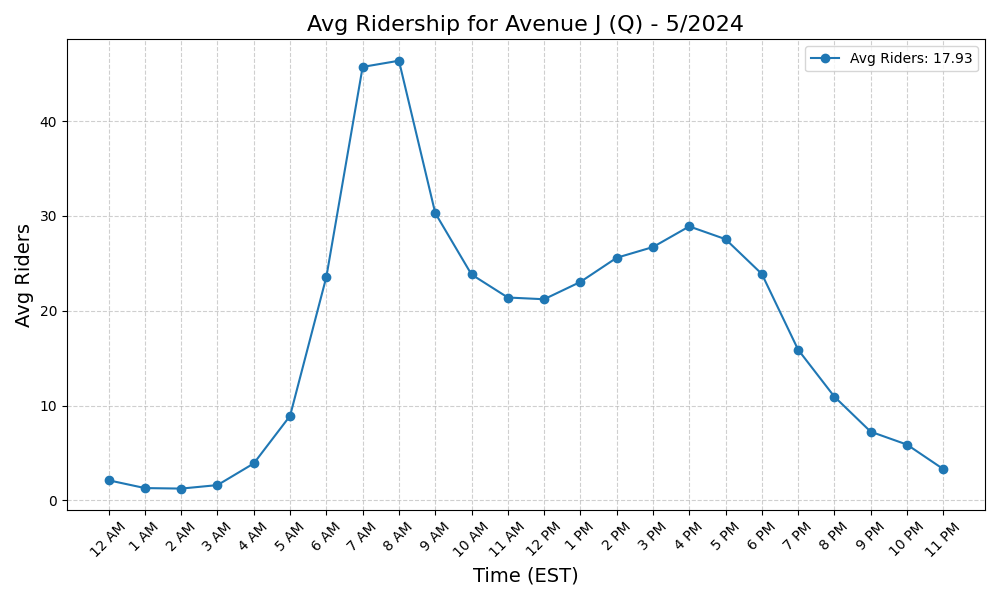 Avg Ridership for Avenue J (Q) - 5/2024
Avg Riders: 17.93
Avg Riders
40
30
20
10
0
12 AM
1 AM
2 AM
3 AM
4 AM
5 AM
6 AM
7 AM
8 AM
9 AM
10 AM
11 AM
12 PM
1 PM
2 PM
3 PM
4 PM
5 PM
6 PM
7 PM
8 PM
9 PM
10 PM
11 PM
Time (EST)